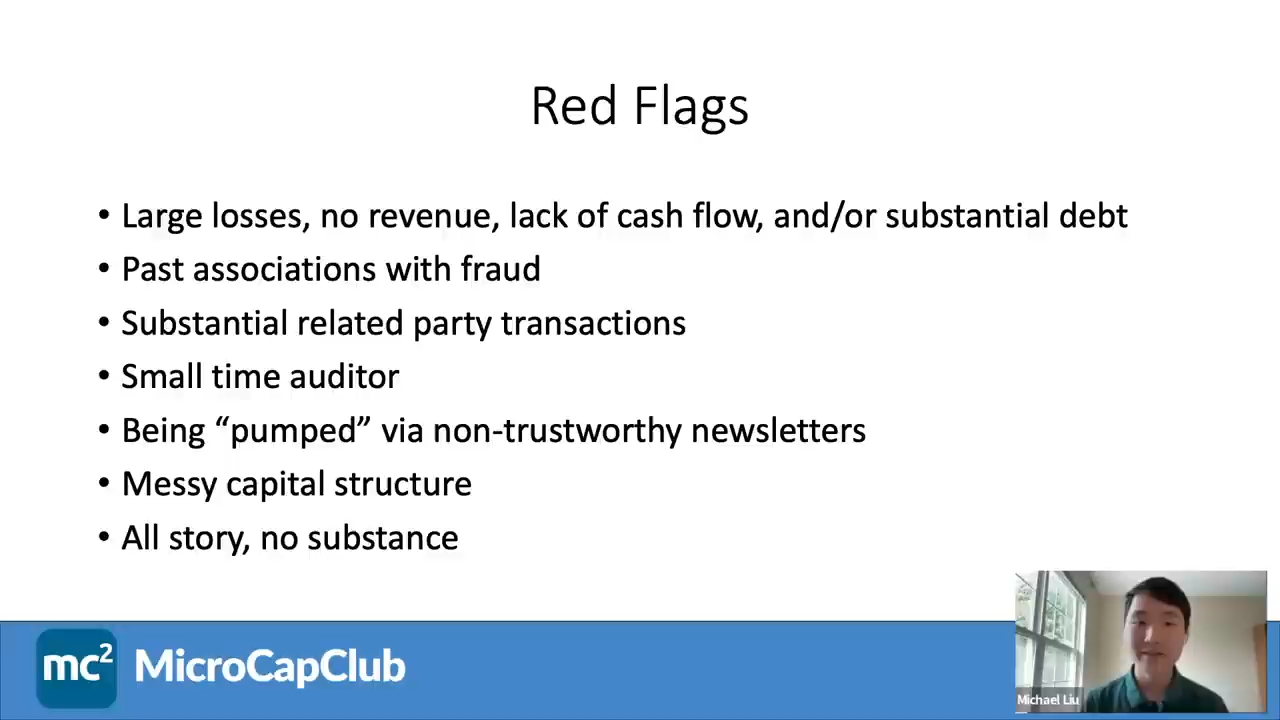 Red Flags
• Large losses, no revenue, lack of cash flow, and/or substantial debt
• Past associations with fraud
• Substantial related party transactions
• Small time auditor
• Being “pumped” via non-trustworthy newsletters
• Messy capital structure
• All story, no substance
mc² MicroCapClub
Michael Liu